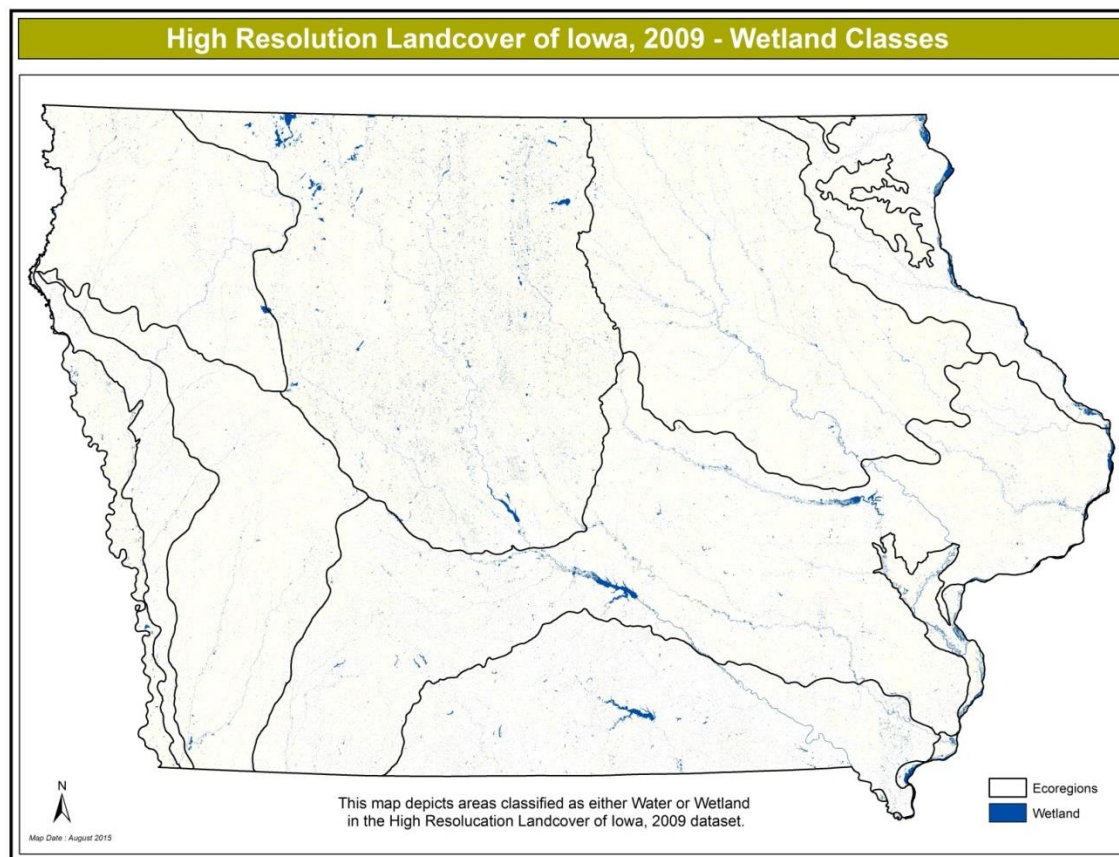 High Resolution Landcover of Iowa, 2009 - Wetland Classes
N
Map Date : August 2015
This map depicts areas classified as either Water or Wetland
in the High Resolucation Landcover of Iowa, 2009 dataset.
Ecoregions
Wetland